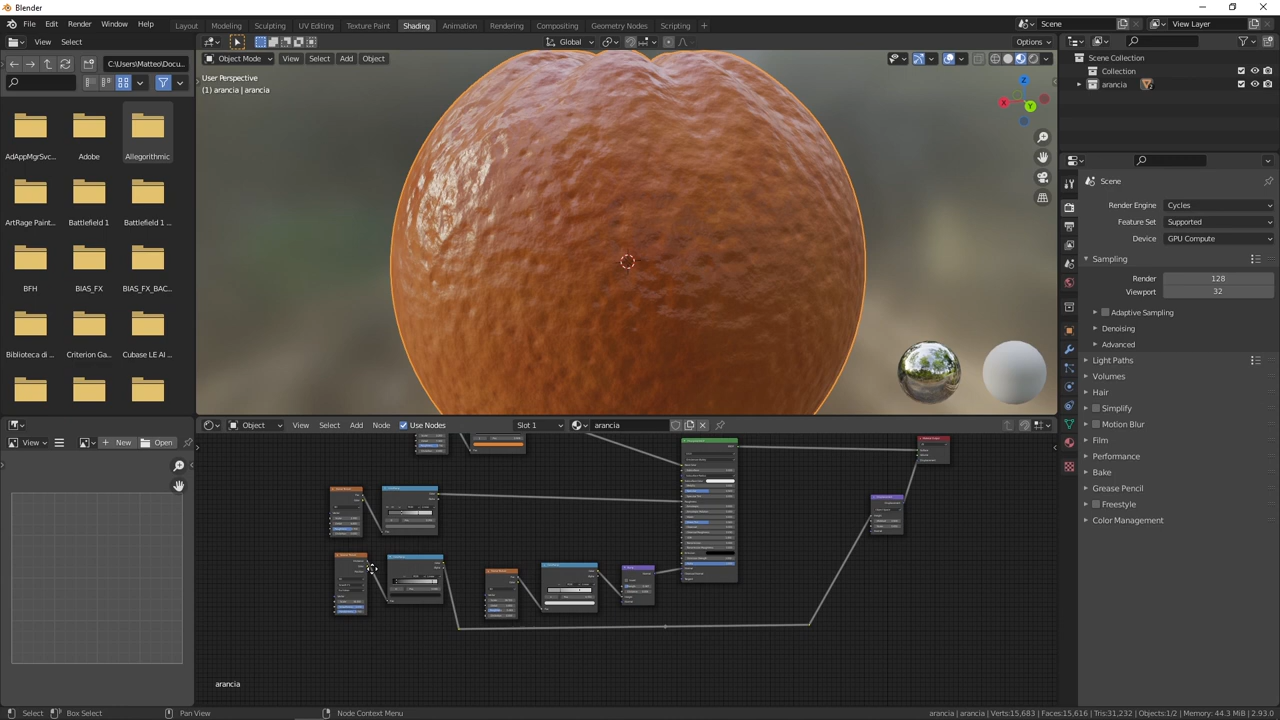 Blender
File Edit Render Window Help
Layout Modeling Sculpting UV Editing Texture Paint Shading Animation Rendering Compositing Geometry Nodes Scripting +
Scene
View Layer
View Select
Global
Options
C:\Users\Matteo\Docu...
Object Mode View Select Add Object
User Perspective
(1) arancia | arancia
Z
X
Y
AdAppMgrSvc... Adobe Allegorithmic
ArtRage Paint... Battlefield 1 Battlefield 1 ...
BFH BIAS_FX BIAS_FX_BAC...
Biblioteca di ... Criterion Ga... Cubase LE AI ...
Scene Collection
Collection
arancia
Scene
Render Engine Cycles
Feature Set Supported
Device GPU Compute
Sampling
Render 128
Viewport 32
Adaptive Sampling
Denoising
Advanced
Light Paths
Volumes
Hair
Simplify
Motion Blur
Film
Performance
Bake
Grease Pencil
Freestyle
Color Management
View
New
Open
Object View Select Add Node Use Nodes Slot 1 arancia
arancia
Select Box Select Pan View Node Context Menu
arancia | arancia | Verts:15,683 | Faces:15,616 | Tris:31,232 | Objects:1/2 | Memory: 44.3 MiB | 2.93.0